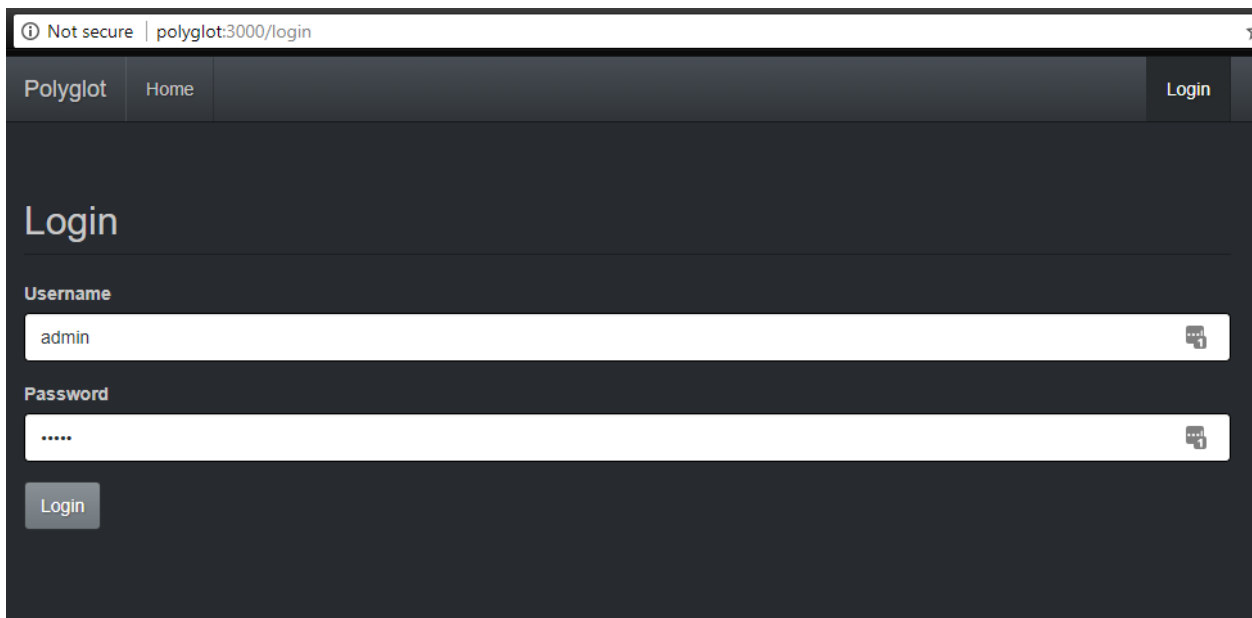 Not secure | polyglot:3000/login
Polyglot Home Login
Login
Username
admin
Password
•••••
Login